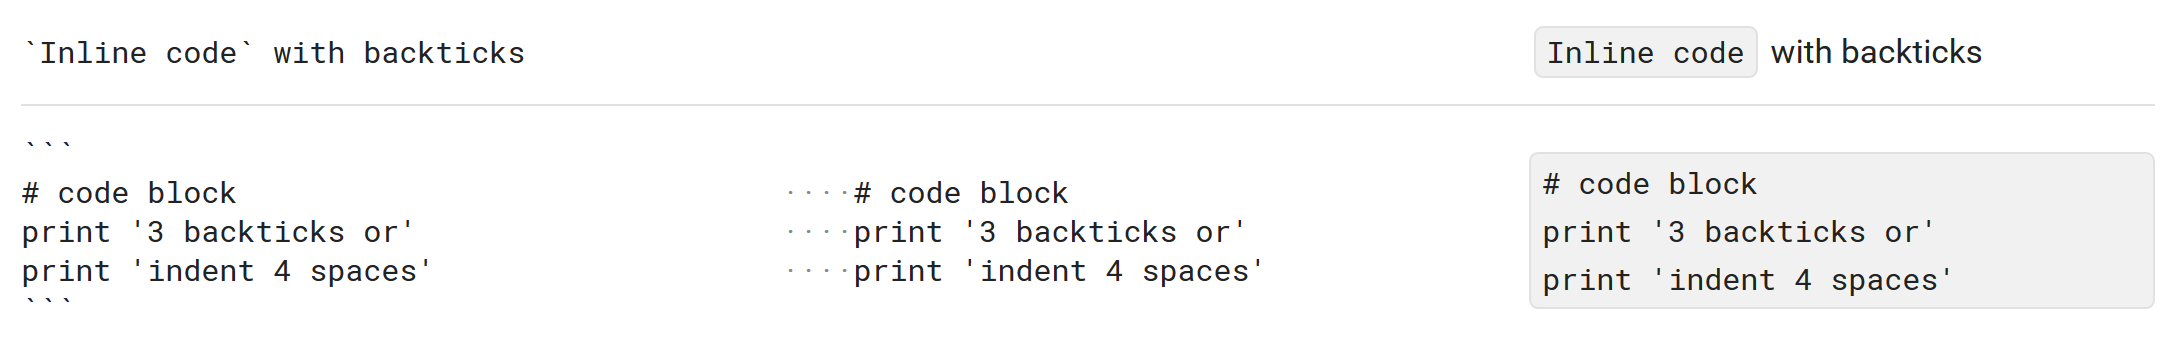 `Inline code` with backticks
Inline code with backticks
```
# code block
print '3 backticks or'
print 'indent 4 spaces'
```
····# code block
····print '3 backticks or'
····print 'indent 4 spaces'
# code block
print '3 backticks or'
print 'indent 4 spaces'